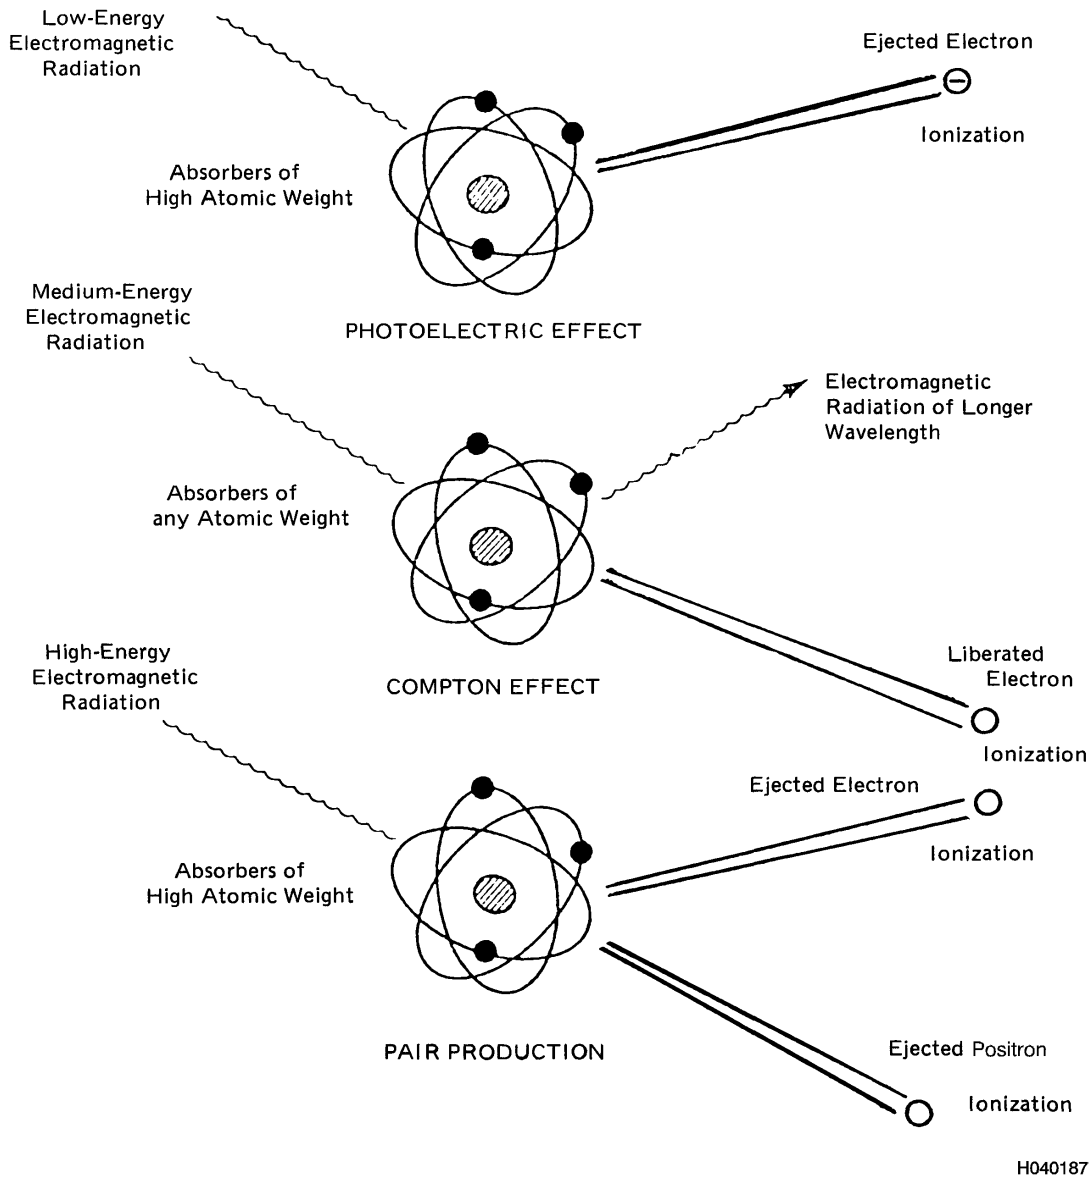 Low-Energy
Electromagnetic
Radiation
Ejected Electron
Ionization
Absorbers of
High Atomic Weight
PHOTOELECTRIC EFFECT
Medium-Energy
Electromagnetic
Radiation
Electromagnetic
Radiation of Longer
Wavelength
Absorbers of
any Atomic Weight
Liberated
Electron
Ionization
COMPTON EFFECT
High-Energy
Electromagnetic
Radiation
Ejected Electron
Ionization
Absorbers of
High Atomic Weight
Ejected Positron
Ionization
PAIR PRODUCTION
H040187